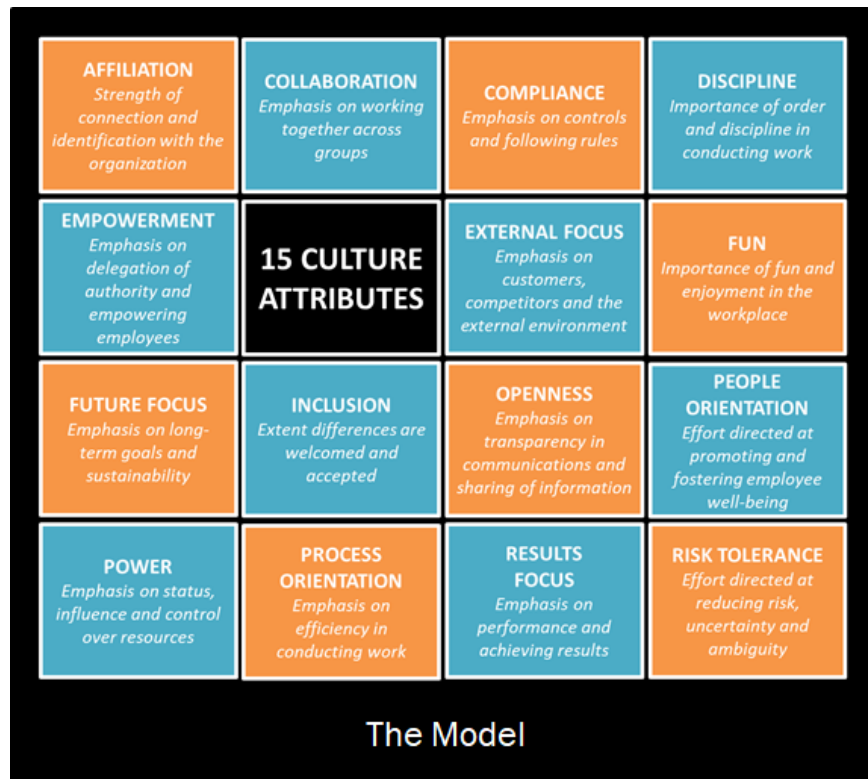 AFFILIATION
Strength of
connection and
identification with the
organization
COLLABORATION
Emphasis on working
together across
groups
COMPLIANCE
Emphasis on controls
and following rules
DISCIPLINE
Importance of order
and discipline in
conducting work
EMPOWERMENT
Emphasis on
delegation of
authority and
empowering
employees
15 CULTURE
ATTRIBUTES
EXTERNAL FOCUS
Emphasis on
customers,
competitors and the
external environment
FUN
Importance of fun and
enjoyment in the
workplace
FUTURE FOCUS
Emphasis on long-
term goals and
sustainability
INCLUSION
Extent differences are
welcomed and
accepted
OPENNESS
Emphasis on
transparency in
communications and
sharing of information
PEOPLE
ORIENTATION
Effort directed at
promoting and
fostering employee
well-being
POWER
Emphasis on status,
influence and control
over resources
PROCESS
ORIENTATION
Emphasis on
efficiency in
conducting work
RESULTS
FOCUS
Emphasis on
performance and
achieving results
RISK TOLERANCE
Effort directed at
reducing risk,
uncertainty and
ambiguity
The Model